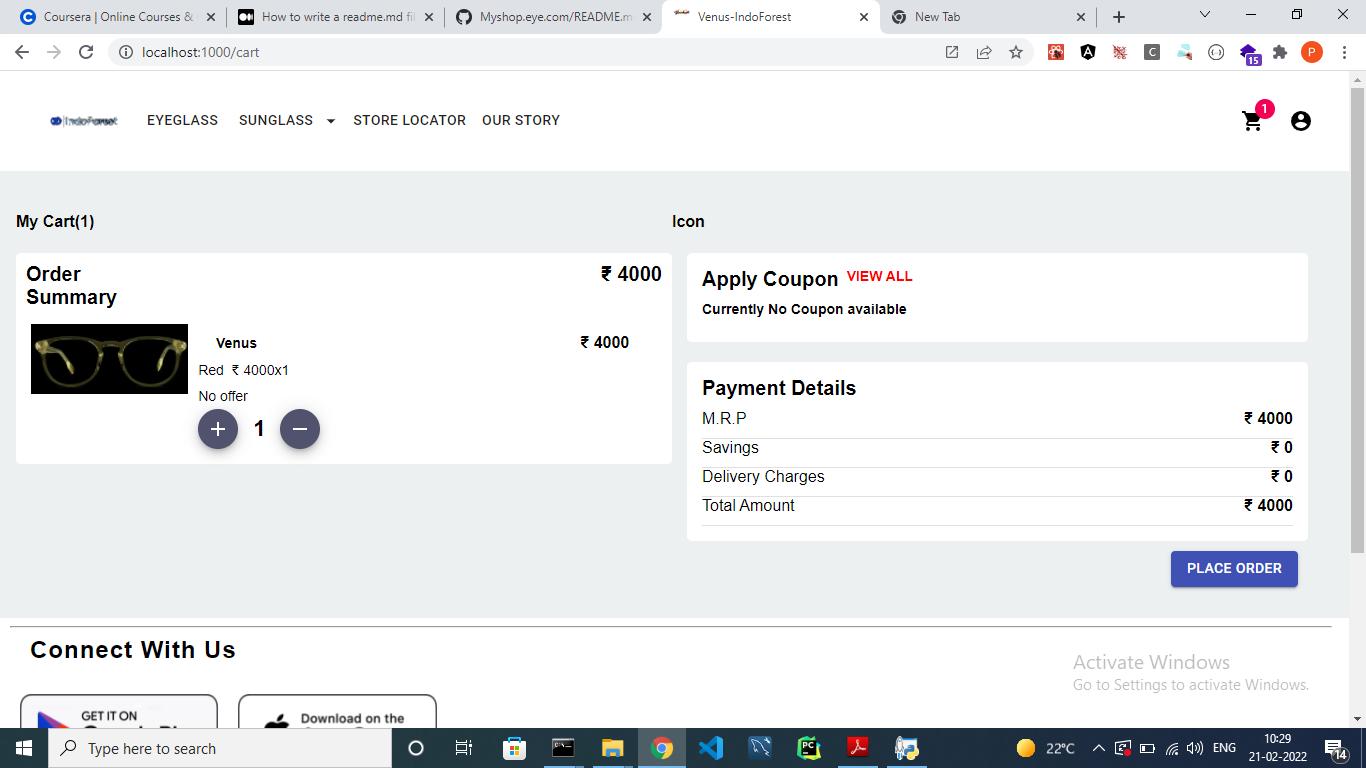 Coursera | Online Courses &
How to write a readme.md fi
Myshop.eye.com/README.m
Venus-IndoForest
New Tab
localhost:1000/cart
C
15
P
EYEGLASS
SUNGLASS
STORE LOCATOR
OUR STORY
1
My Cart(1)
Icon
Order Summary
₹ 4000
Venus
₹ 4000
Red ₹ 4000x1
No offer
1
Apply Coupon VIEW ALL
Currently No Coupon available
Payment Details
M.R.P ₹ 4000
Savings ₹ 0
Delivery Charges ₹ 0
Total Amount ₹ 4000
PLACE ORDER
Connect With Us
GET IT ON
Download on the
Activate Windows
Go to Settings to activate Windows.
Type here to search
22°C
ENG
10:29
21-02-2022
14